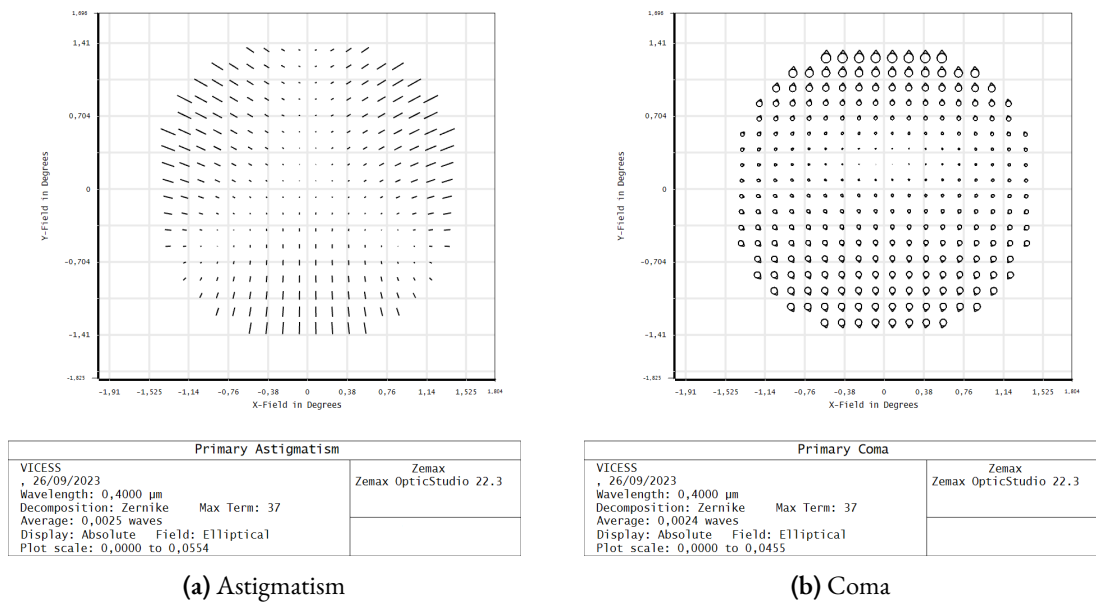 1,696
1,41
0,704
0
-0,704
-1,41
-1,825
Y-Field in Degrees
-1,91 -1,525 -1,14 -0,76 -0,38 0 0,38 0,76 1,14 1,525 1,804
X-Field in Degrees
Primary Astigmatism
VICESS
, 26/09/2023
Wavelength: 0,4000 µm
Decomposition: Zernike Max Term: 37
Average: 0,0025 waves
Display: Absolute Field: Elliptical
Plot scale: 0,0000 to 0,0554
Zemax
Zemax OpticStudio 22.3
(a) Astigmatism
1,696
1,41
0,704
0
-0,704
-1,41
-1,825
Y-Field in Degrees
-1,91 -1,525 -1,14 -0,76 -0,38 0 0,38 0,76 1,14 1,525 1,804
X-Field in Degrees
Primary Coma
VICESS
, 26/09/2023
Wavelength: 0,4000 µm
Decomposition: Zernike Max Term: 37
Average: 0,0024 waves
Display: Absolute Field: Elliptical
Plot scale: 0,0000 to 0,0455
Zemax
Zemax OpticStudio 22.3
(b) Coma